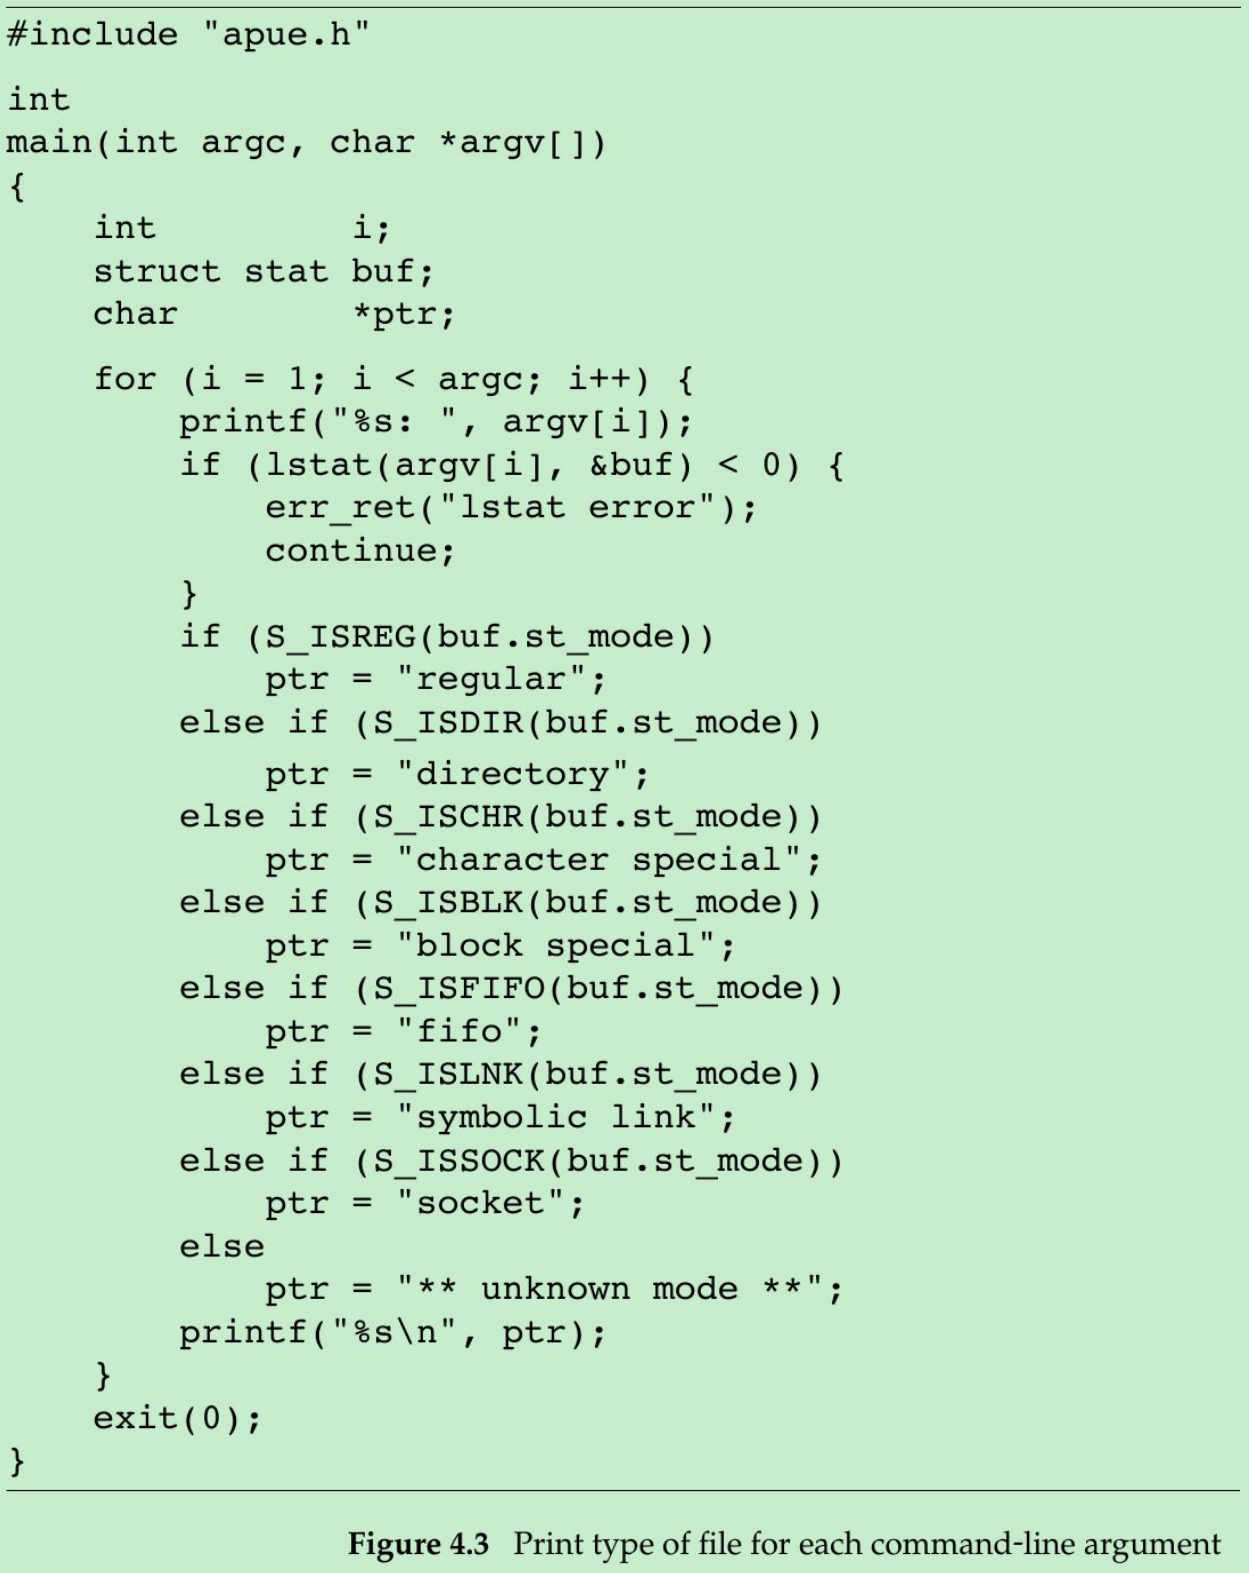 #include "apue.h"
int
main(int argc, char *argv[])
{
    int         i;
    struct stat buf;
    char        *ptr;
    for (i = 1; i < argc; i++) {
        printf("%s: ", argv[i]);
        if (lstat(argv[i], &buf) < 0) {
            err_ret("lstat error");
            continue;
        }
        if (S_ISREG(buf.st_mode))
            ptr = "regular";
        else if (S_ISDIR(buf.st_mode))
            ptr = "directory";
        else if (S_ISCHR(buf.st_mode))
            ptr = "character special";
        else if (S_ISBLK(buf.st_mode))
            ptr = "block special";
        else if (S_ISFIFO(buf.st_mode))
            ptr = "fifo";
        else if (S_ISLNK(buf.st_mode))
            ptr = "symbolic link";
        else if (S_ISSOCK(buf.st_mode))
            ptr = "socket";
        else
            ptr = "** unknown mode **";
        printf("%s\n", ptr);
    }
    exit(0);
}
Figure 4.3 Print type of file for each command-line argument